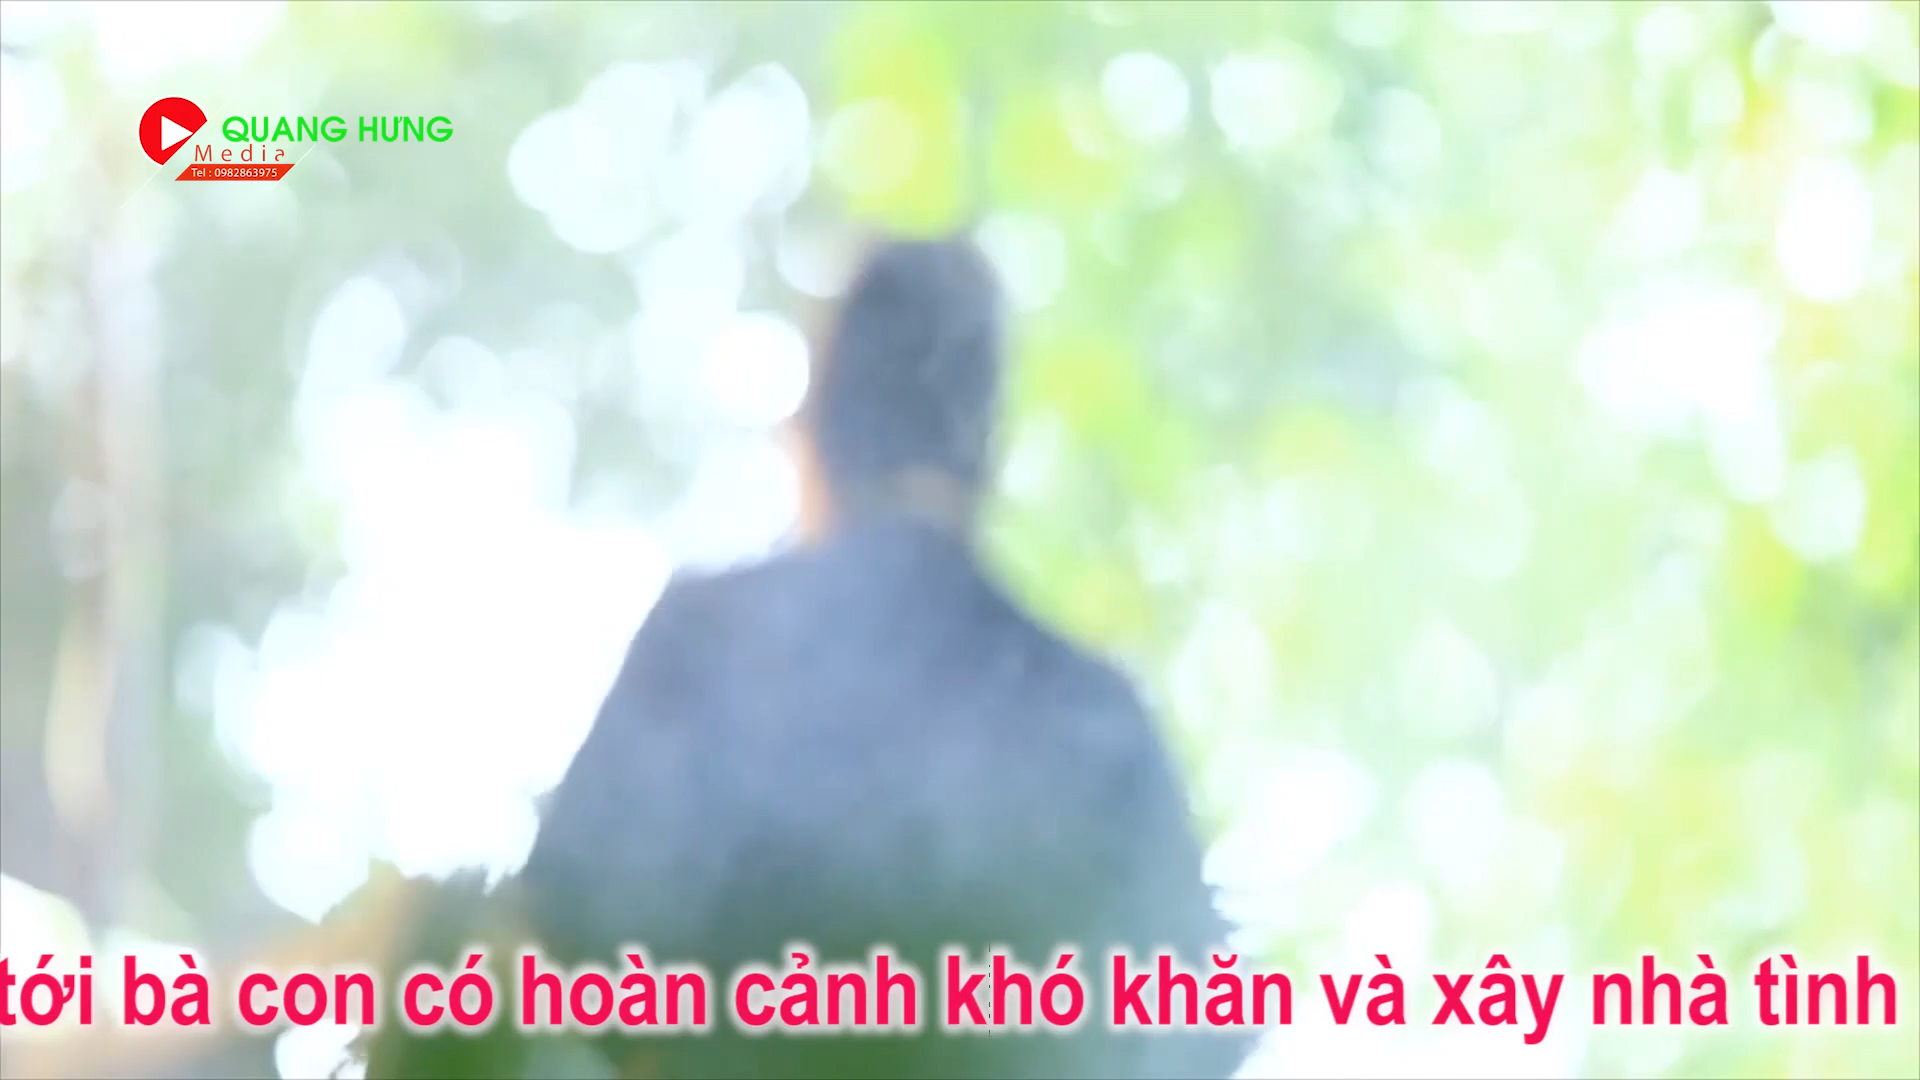 QUANG HƯNG
Media
Tel : 0982863975
tới bà con có hoàn cảnh khó khăn và xây nhà tình